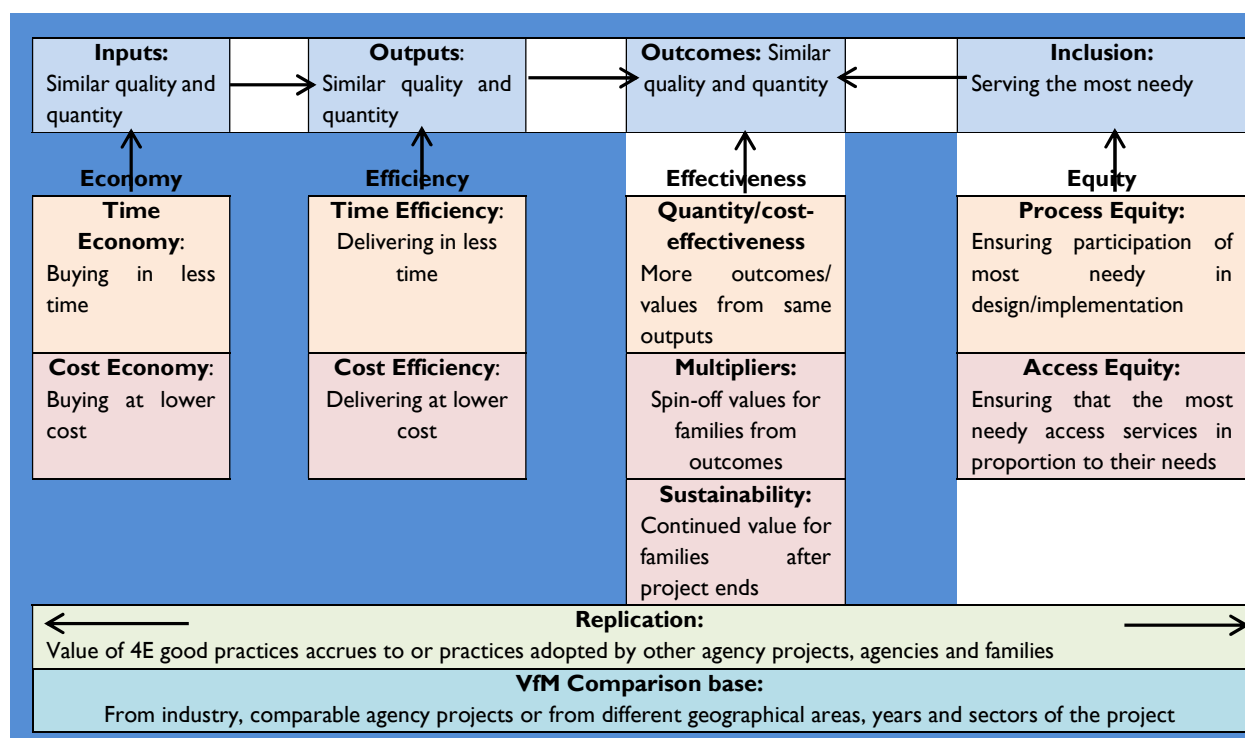 Inputs:
Similar quality and
quantity
Outputs:
Similar quality and
quantity
Outcomes: Similar
quality and quantity
Inclusion:
Serving the most needy
Economy
Efficiency
Effectiveness
Equity
Time
Economy:
Buying in less
time
Time Efficiency:
Delivering in less
time
Quantity/cost-
effectiveness
More outcomes/
values from same
outputs
Process Equity:
Ensuring participation of
most needy in
design/implementation
Cost Economy:
Buying at lower
cost
Cost Efficiency:
Delivering at lower
cost
Multipliers:
Spin-off values for
families from
outcomes
Access Equity:
Ensuring that the most
needy access services in
proportion to their needs
Sustainability:
Continued value for
families after
project ends
Replication:
Value of 4E good practices accrues to or practices adopted by other agency projects, agencies and families
VfM Comparison base:
From industry, comparable agency projects or from different geographical areas, years and sectors of the project